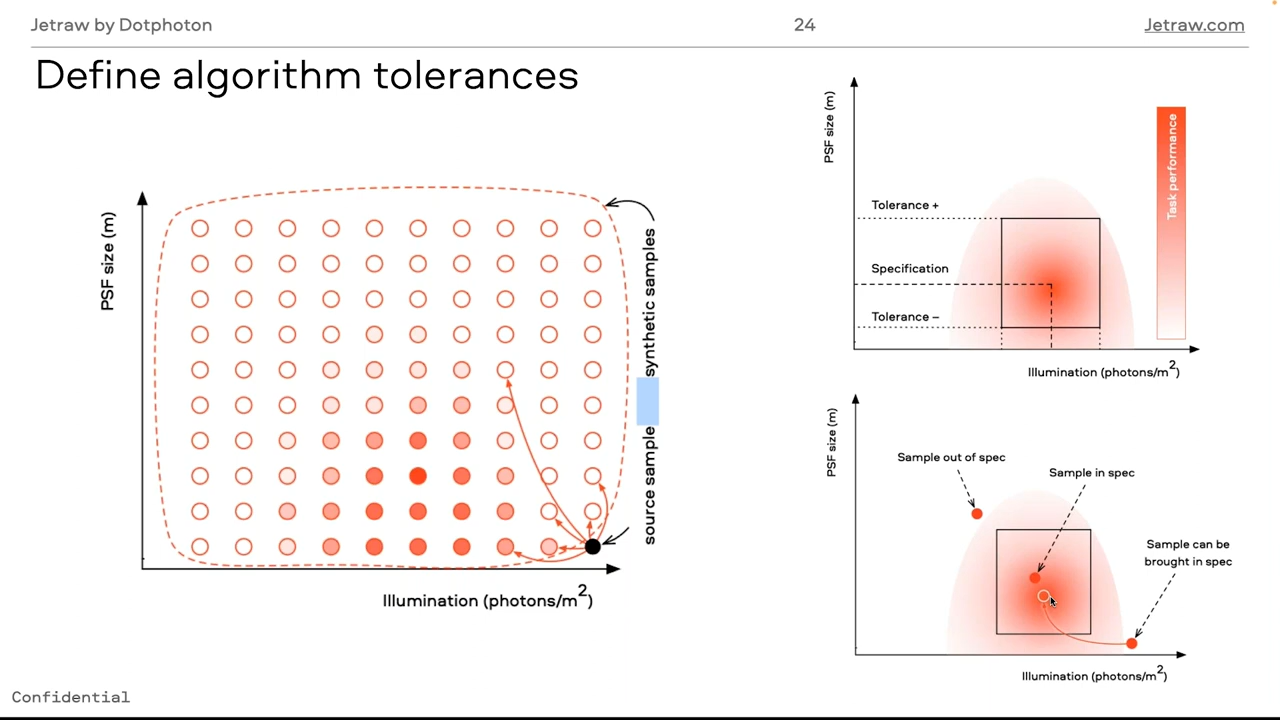 Jetraw by Dotphoton
24
Jetraw.com
Define algorithm tolerances
PSF size (m)
synthetic samples
source sample
Illumination (photons/m2)
PSF size (m)
Task performance
Tolerance +
Specification
Tolerance –
Illumination (photons/m2)
PSF size (m)
Sample out of spec
Sample in spec
Sample can be
brought in spec
Illumination (photons/m2)
Confidential